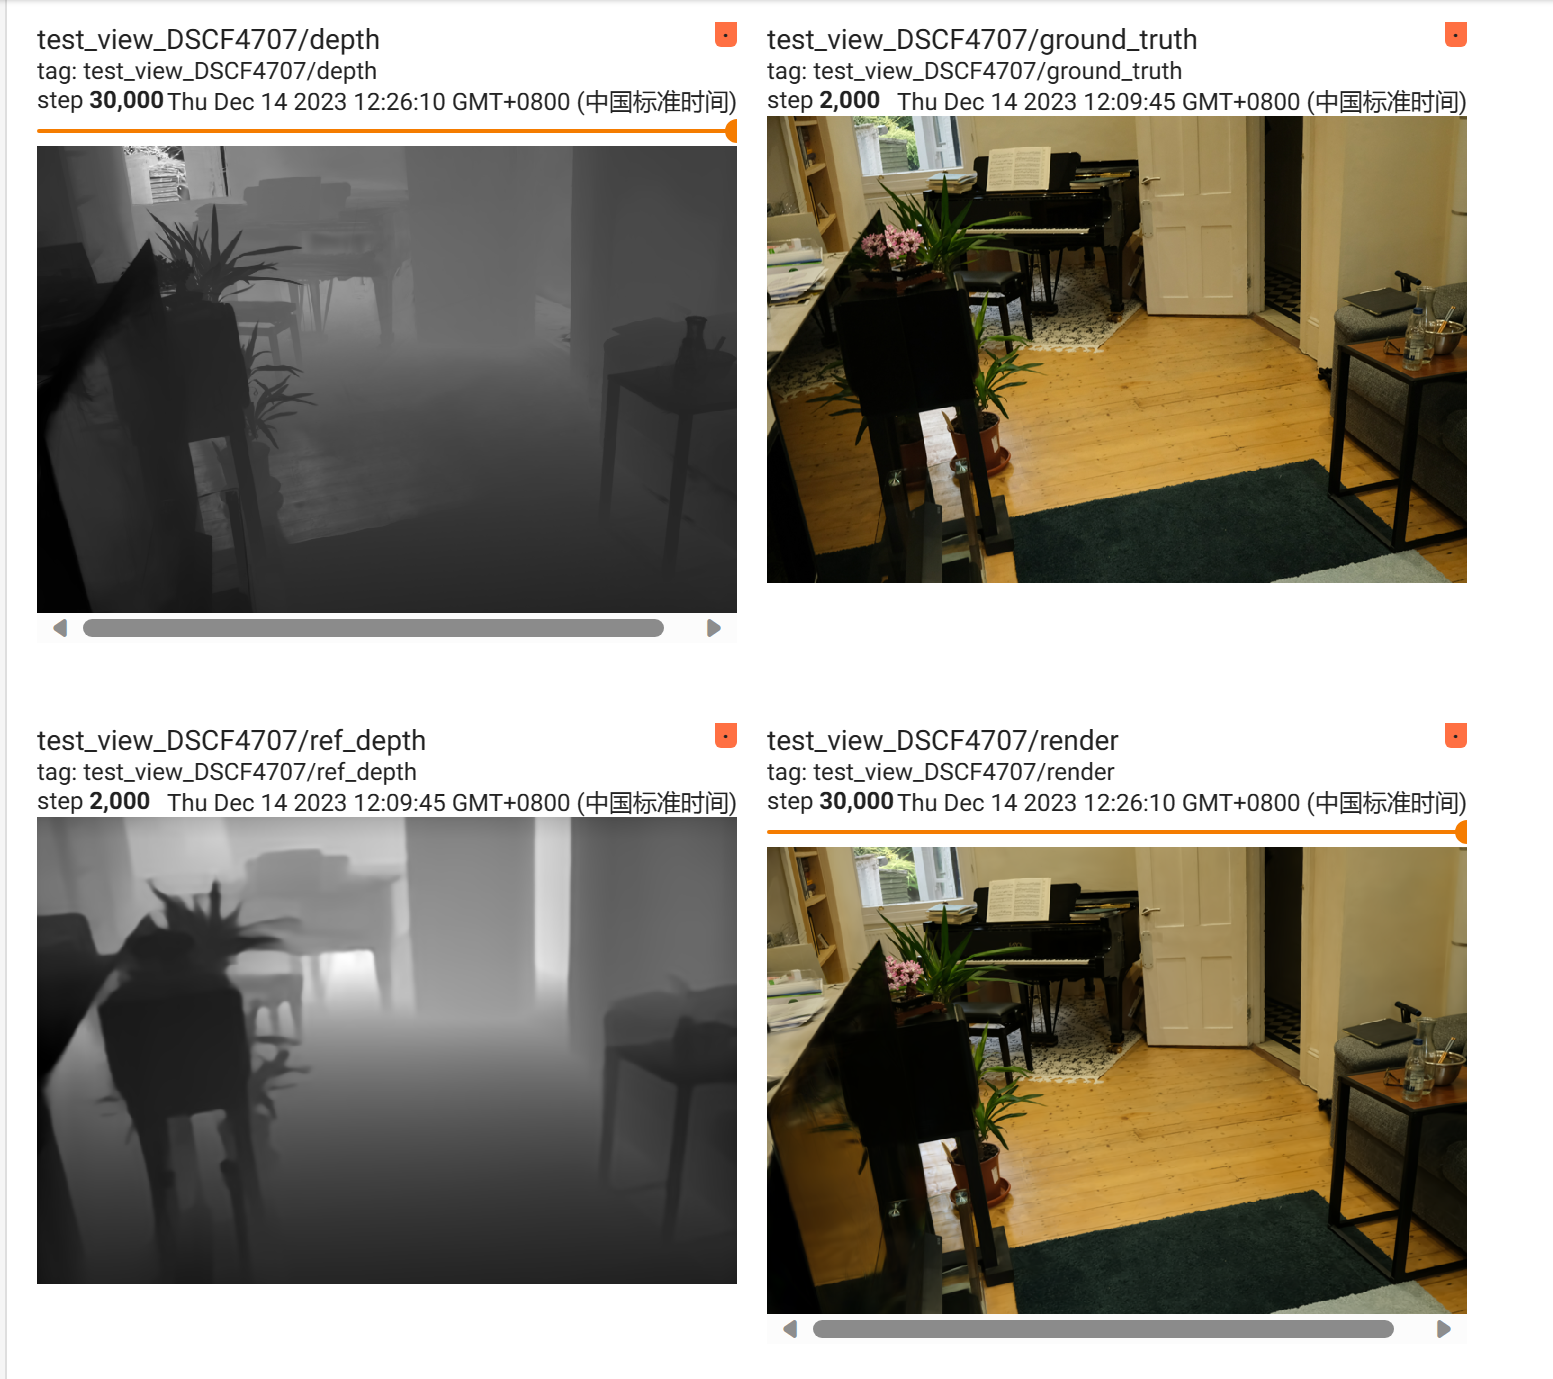 test_view_DSCF4707/depth
tag: test_view_DSCF4707/depth
step 30,000 Thu Dec 14 2023 12:26:10 GMT+0800 (中国标准时间)
test_view_DSCF4707/ground_truth
tag: test_view_DSCF4707/ground_truth
step 2,000 Thu Dec 14 2023 12:09:45 GMT+0800 (中国标准时间)
test_view_DSCF4707/ref_depth
tag: test_view_DSCF4707/ref_depth
step 2,000 Thu Dec 14 2023 12:09:45 GMT+0800 (中国标准时间)
test_view_DSCF4707/render
tag: test_view_DSCF4707/render
step 30,000 Thu Dec 14 2023 12:26:10 GMT+0800 (中国标准时间)